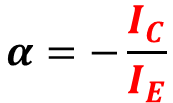 α = − I_C / I_E